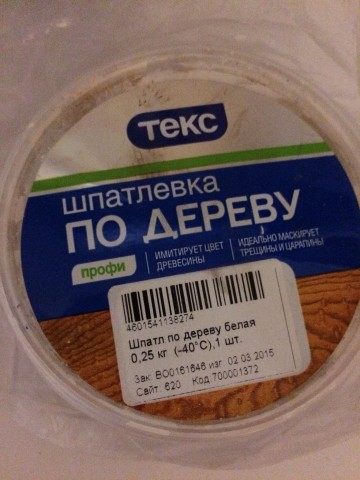 текс
шпатлевка
ПО ДЕРЕВУ
профи
ИМИТИРУЕТ ЦВЕТ
ДРЕВЕСИНЫ
ИДЕАЛЬНО МАСКИРУЕТ
ТРЕЩИНЫ И ЦАРАПИНЫ
4601541138274
Шпатл по дереву белая
0,25 кг (-40°С),1 шт.
Зак: ВО0161646 изг. 02.03.2015
Сайт: 620 Код:700001372